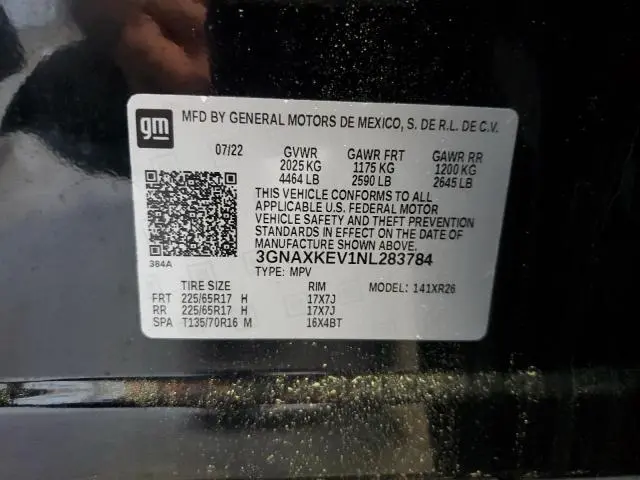 gm
MFD BY GENERAL MOTORS DE MEXICO, S. DE R.L. DE C.V.
07/22 GVWR GAWR FRT GAWR RR
2025 KG 1175 KG 1200 KG
4464 LB 2590 LB 2645 LB
THIS VEHICLE CONFORMS TO ALL
APPLICABLE U.S. FEDERAL MOTOR
VEHICLE SAFETY AND THEFT PREVENTION
STANDARDS IN EFFECT ON THE DATE OF
MANUFACTURE SHOWN ABOVE.
384A 3GNAXKEV1NL283784
TYPE: MPV
TIRE SIZE RIM MODEL: 141XR26
FRT 225/65R17 H 17X7J
RR 225/65R17 H 17X7J
SPA T135/70R16 M 16X4BT